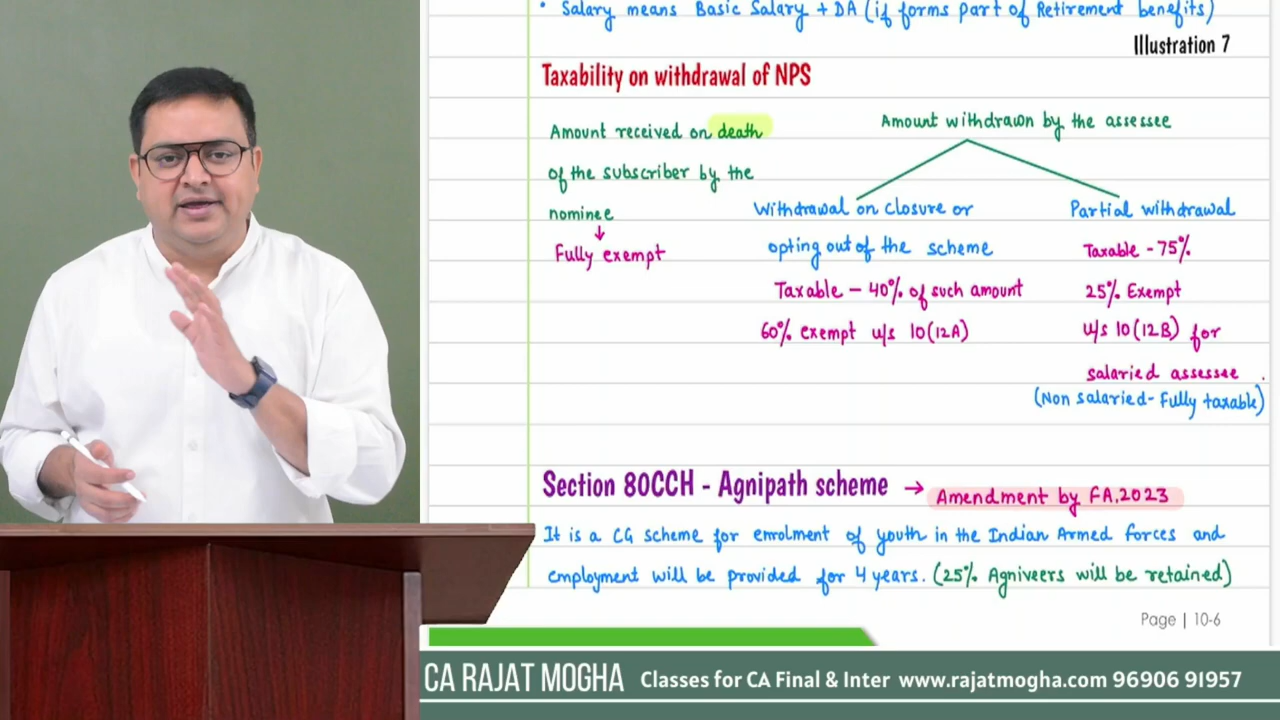 • Salary means Basic Salary + DA (if forms part of Retirement benefits)
Illustration 7
Taxability on withdrawal of NPS
Amount received on death
of the subscriber by the
nominee
↓
Fully exempt
Amount withdrawn by the assessee
Withdrawal on closure or
opting out of the scheme
Taxable - 40% of such amount
60% exempt u/s 10(12A)
Partial withdrawal
Taxable - 75%
25% Exempt
u/s 10(12B) for
salaried assessee
(Non salaried - Fully taxable)
Section 80CCH - Agnipath scheme → Amendment by FA,2023
It is a CG scheme for enrolment of youth in the Indian Armed forces and
employment will be provided for 4 years. (25% Agniveers will be retained)
Page | 10-6
CA RAJAT MOGHA Classes for CA Final & Inter www.rajatmogha.com 96906 91957